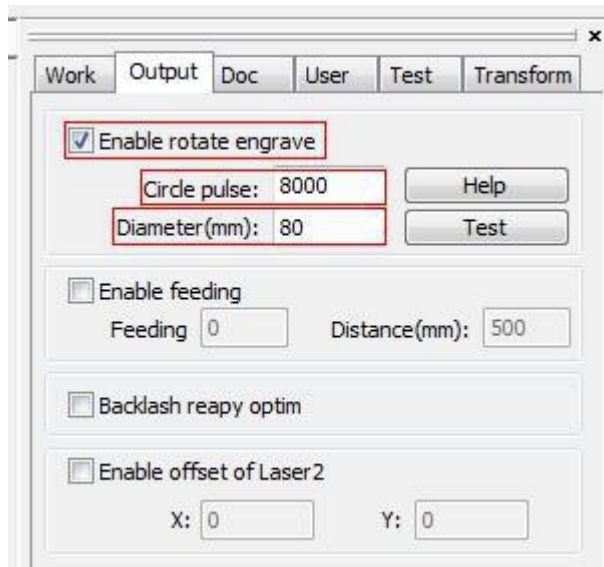 Work Output Doc User Test Transform
Enable rotate engrave
Circle pulse: 8000 Help
Diameter(mm): 80 Test
Enable feeding
Feeding 0 Distance(mm): 500
Backlash reapy optim
Enable offset of Laser2
X: 0 Y: 0